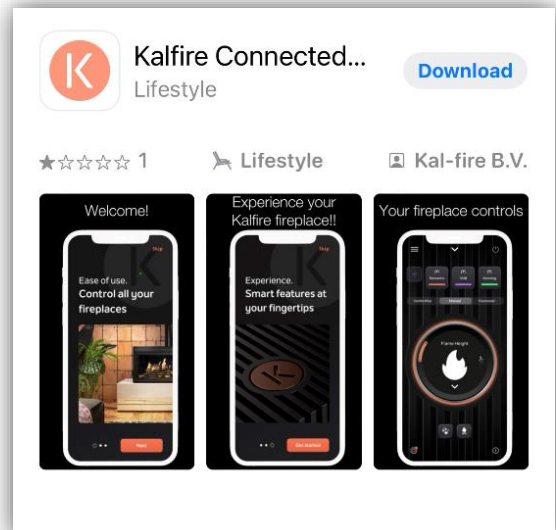 K
Kalfire Connected...
Lifestyle
Download
1
Lifestyle
Kal-fire B.V.
Welcome!
Skip
Ease of use.
Control all your
fireplaces
Next
Experience your
Kalfire fireplace!!
Skip
Experience.
Smart features at
your fingertips
K
Get started
Your fireplace controls
Manual
Flame Height